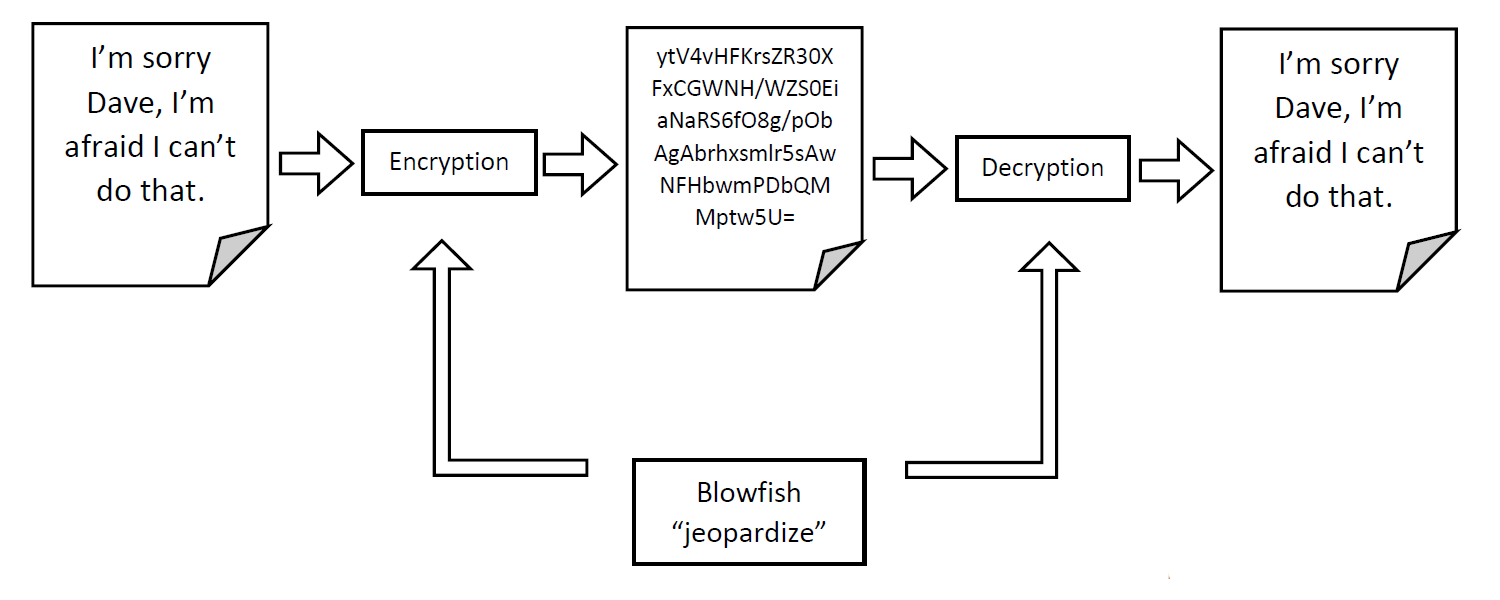 I’m sorry
Dave, I’m
afraid I can’t
do that.
Encryption
ytV4vHFKrsZR30X
FxCGWNH/WZS0Ei
aNaRS6fO8g/pOb
AgAbrhxsmlr5sAw
NFHbwmPDbQM
Mptw5U=
Decryption
I’m sorry
Dave, I’m
afraid I can’t
do that.
Blowfish
“jeopardize”